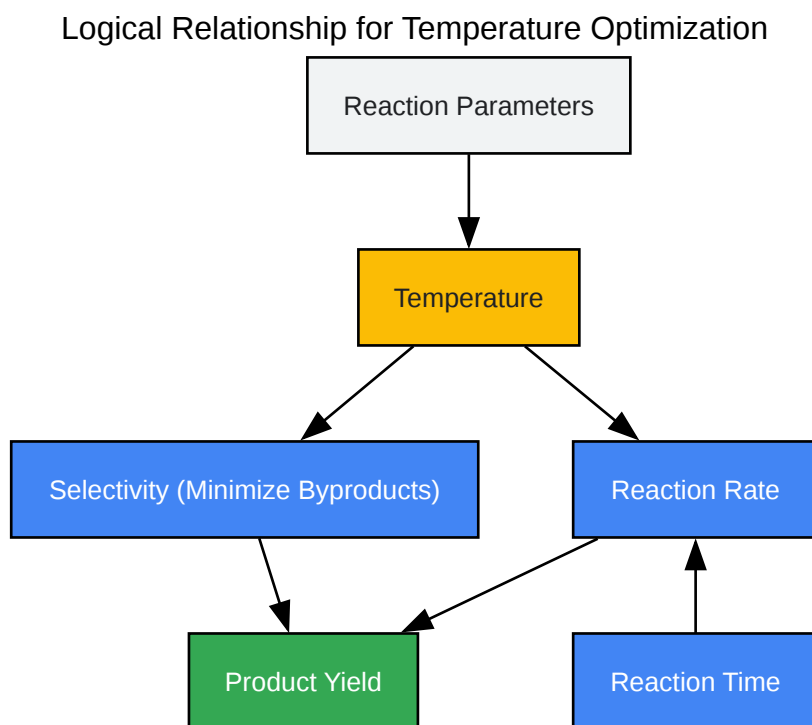 Logical Relationship for Temperature Optimization
Reaction Parameters
Temperature
Selectivity (Minimize Byproducts)
Reaction Rate
Product Yield
Reaction Time